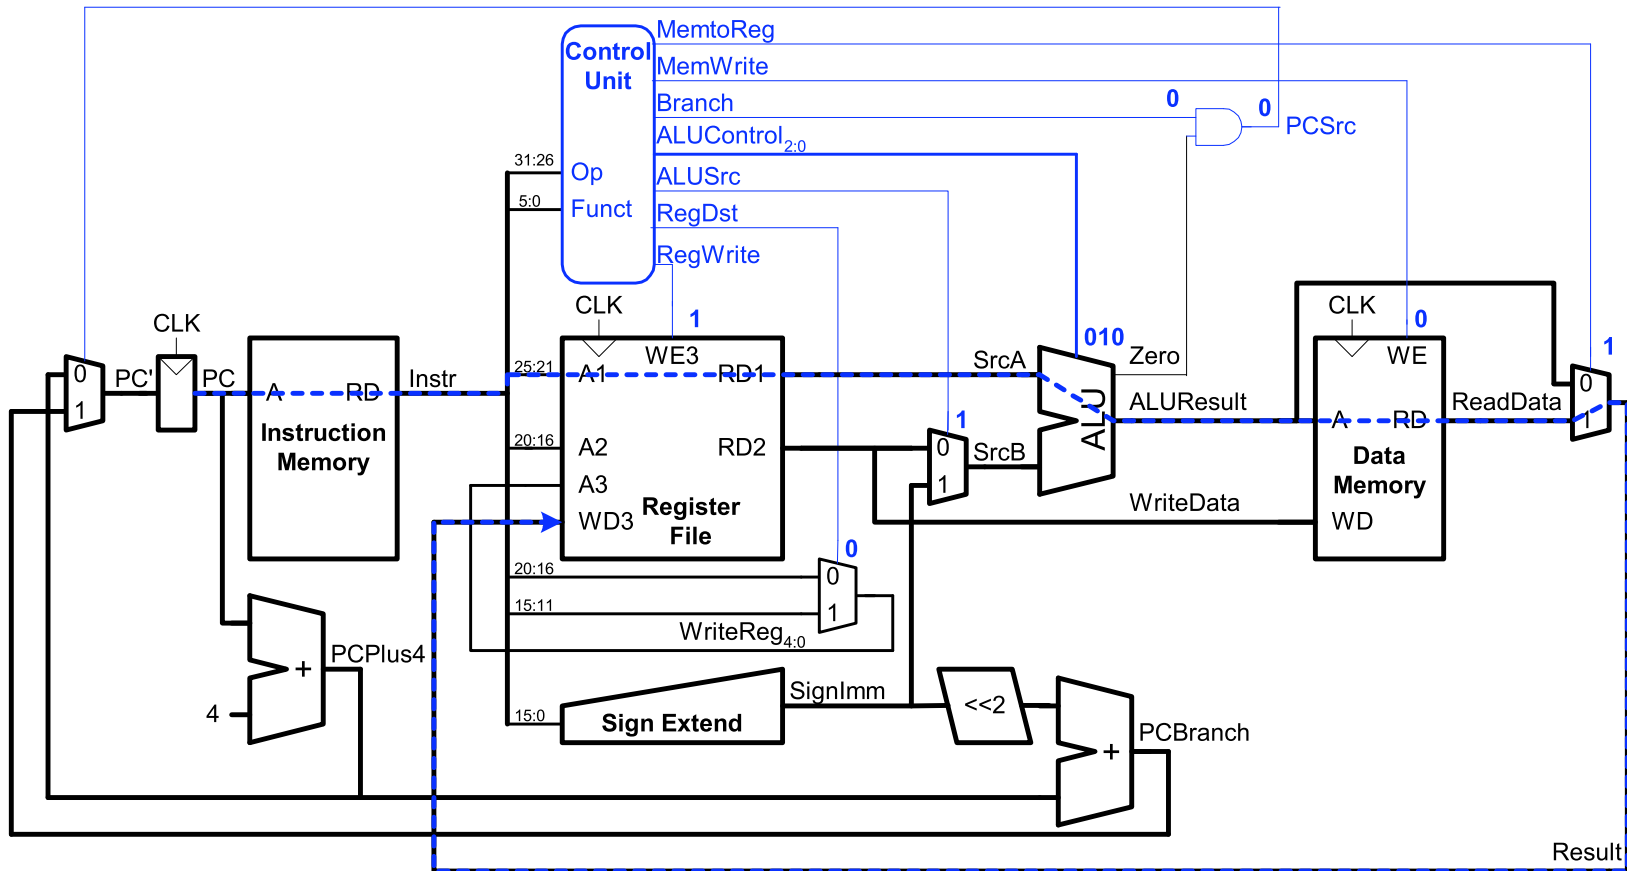 MemtoReg
Control
Unit
MemWrite
Branch
0
0
PCSrc
ALUControl2:0
31:26
Op
ALUSrc
5:0
Funct
RegDst
RegWrite
CLK
CLK
CLK
1
0
010
1
WE3
Zero
WE
0
PC'
PC
A
RD
Instr
25:21
A1
RD1
SrcA
ALU
ALUResult
A
RD
ReadData
0
1
1
Instruction
Memory
20:16
A2
RD2
1
0
SrcB
1
Data
Memory
A3
Register
File
WD3
WriteData
WD
0
20:16
0
15:11
1
WriteReg4:0
PCPlus4
+
4
SignImm
<<2
15:0
Sign Extend
+
PCBranch
Result